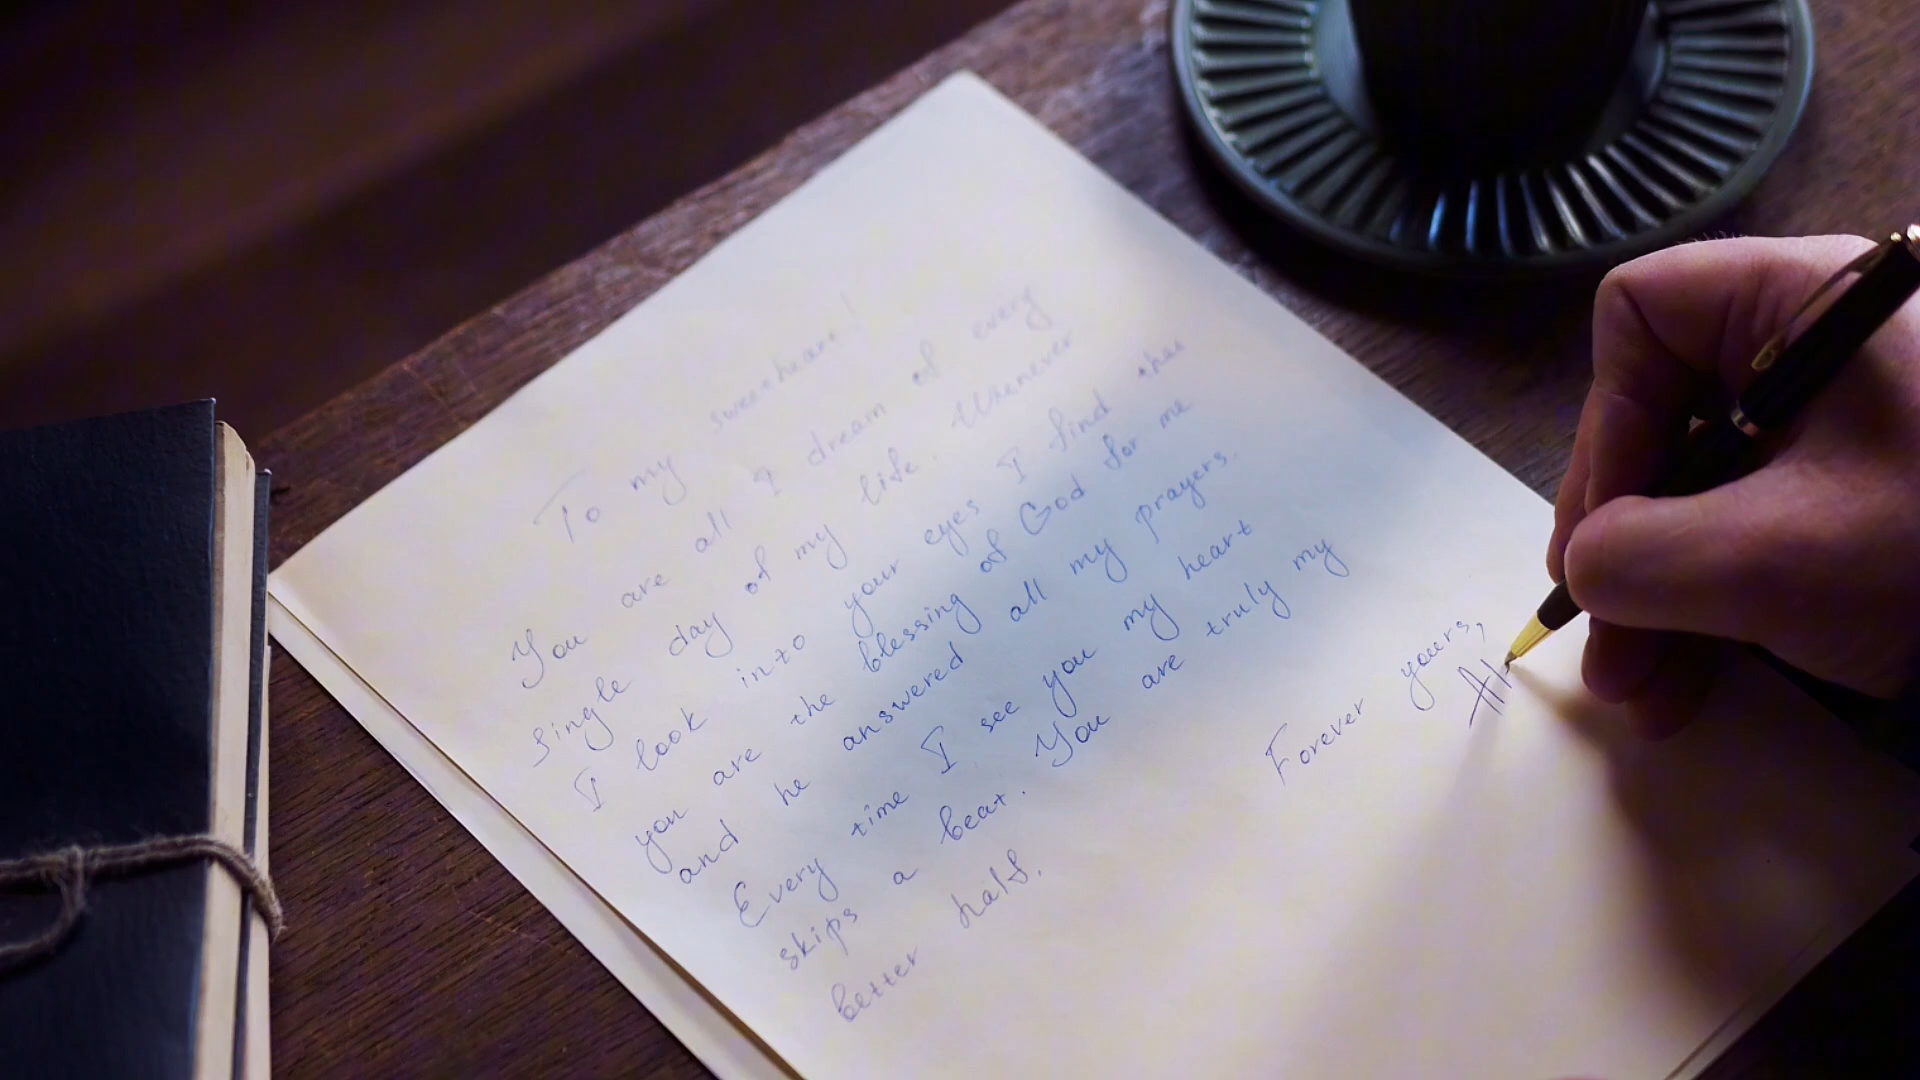 To my sweetheart!
You are all I dream of every
single day of my life. Whenever
I look into your eyes I find that
you are the blessing of God for me
and he answered all my prayers.
Every time I see you my heart
skips a beat. You are truly my
better half.
Forever yours,
Al